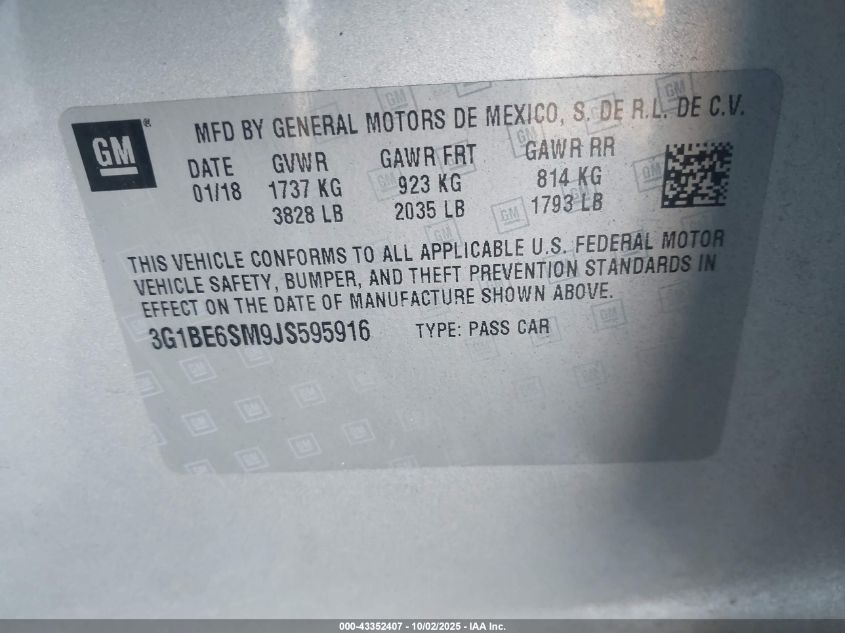 GM ®
MFD BY GENERAL MOTORS DE MEXICO, S. DE R.L. DE C.V.
DATE GVWR GAWR FRT GAWR RR
01/18 1737 KG 923 KG 814 KG
3828 LB 2035 LB 1793 LB
THIS VEHICLE CONFORMS TO ALL APPLICABLE U.S. FEDERAL MOTOR
VEHICLE SAFETY, BUMPER, AND THEFT PREVENTION STANDARDS IN
EFFECT ON THE DATE OF MANUFACTURE SHOWN ABOVE.
3G1BE6SM9JS595916 TYPE: PASS CAR
000-43352407 - 10/02/2025 - IAA Inc.